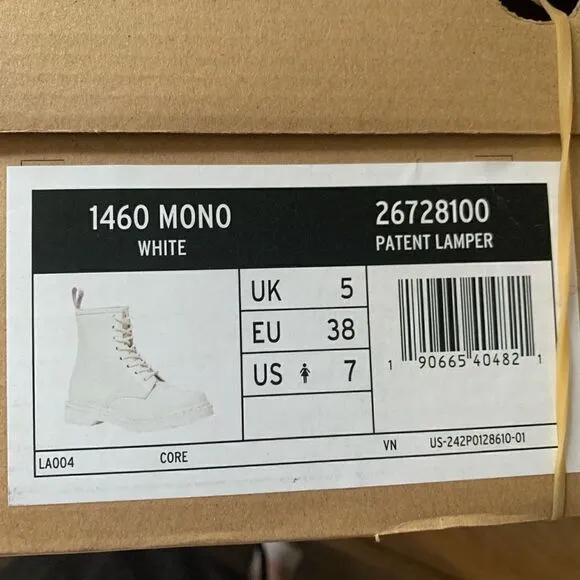 1460 MONO
WHITE
26728100
PATENT LAMPER
UK 5
EU 38
US 7
1 90665 40482 1
LA004 CORE VN US-242P0128610-01